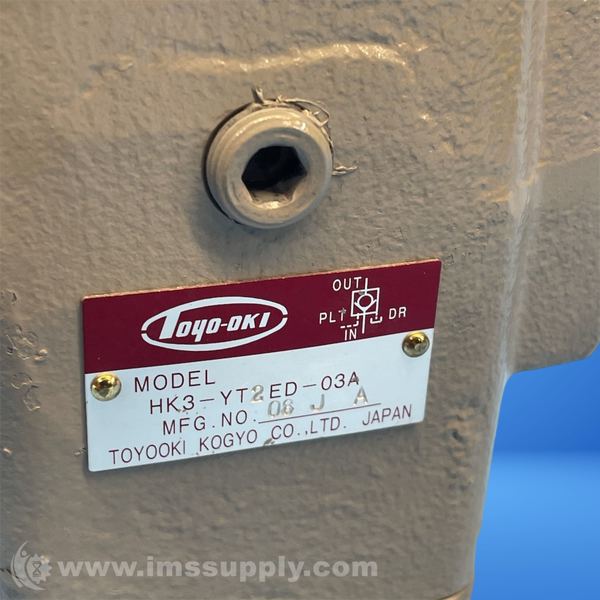 TOYO-OKI
OUT
PLT DR
IN
MODEL
HK3-YT2ED-03A
MFG.NO. 08 J A
TOYOOKI KOGYO CO.,LTD. JAPAN
www.imssupply.com